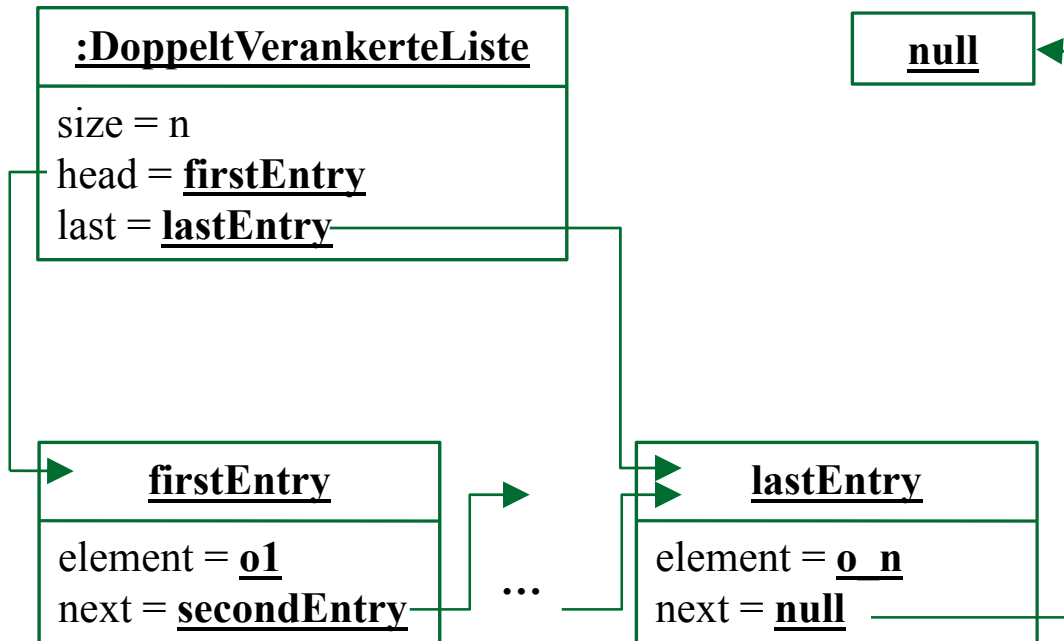 :DoppeltVerankerteListe
null
size = n
head = firstEntry
last = lastEntry
firstEntry
element = o1
next = secondEntry
...
lastEntry
element = o_n
next = null